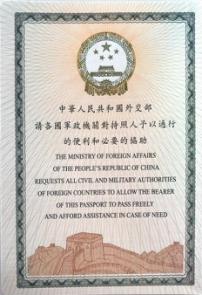 中華人民共和國外交部
請各國軍政機關對持照人予以通行
的便利和必要的協助
THE MINISTRY OF FOREIGN AFFAIRS
OF THE PEOPLE'S REPUBLIC OF CHINA
REQUESTS ALL CIVIL AND MILITARY AUTHORITIES
OF FOREIGN COUNTRIES TO ALLOW THE BEARER
OF THIS PASSPORT TO PASS FREELY
AND AFFORD ASSISTANCE IN CASE OF NEED